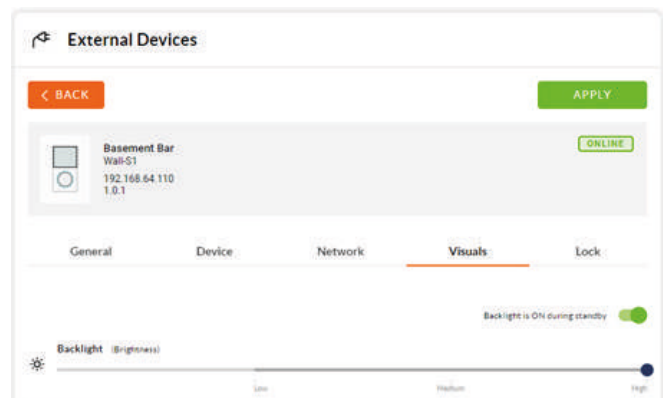 External Devices
< BACK
APPLY
Basement Bar
Wall-S1
192.168.64.110
1.0.1
ONLINE
General Device Network Visuals Lock
Backlight is ON during standby
Backlight (Brightness)
Low Medium High